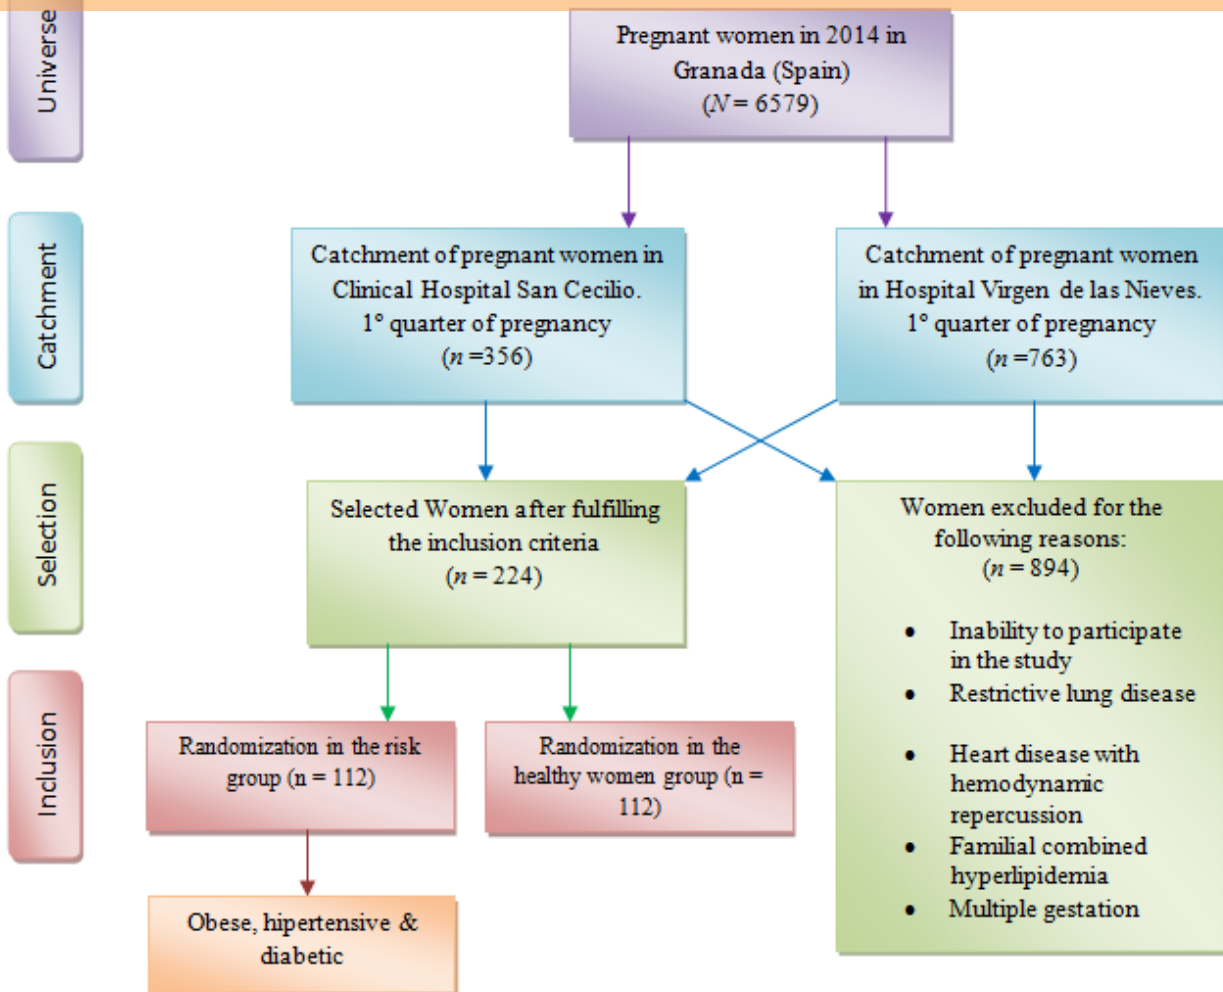 Universe
Pregnant women in 2014 in
Granada (Spain)
(N = 6579)
Catchment
Catchment of pregnant women in
Clinical Hospital San Cecilio.
1° quarter of pregnancy
(n =356)
Catchment of pregnant women
in Hospital Virgen de las Nieves.
1° quarter of pregnancy
(n =763)
Selection
Selected Women after fulfilling
the inclusion criteria
(n = 224)
Women excluded for the
following reasons:
(n = 894)
• Inability to participate
in the study
• Restrictive lung disease
• Heart disease with
hemodynamic
repercussion
• Familial combined
hyperlipidemia
• Multiple gestation
Inclusion
Randomization in the risk
group (n = 112)
Randomization in the
healthy women group (n =
112)
Obese, hipertensive &
diabetic